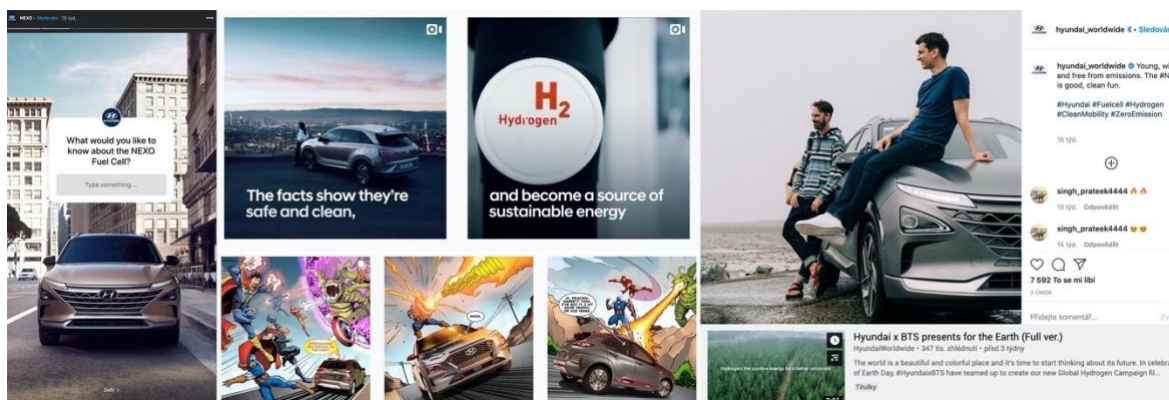 NEXO • Sledování 75 týd.
What would you like to
know about the NEXO
Fuel Cell?
Type something...
The facts show they're
safe and clean,
H2
Hydrogen
and become a source of
sustainable energy
hyundai_worldwide • Sledování
hyundai_worldwide Young, wi
and free from emissions. The #N
is good, clean fun.
#Hyundai #Fuelcell #Hydrogen
#CleanMobility #ZeroEmission
15 týd.
singh_prateek4444 🔥 🔥
15 týd. Odpovědět
singh_prateek4444
15 týd. Odpovědět
7 592 To se mi líbí
3 ÚNOR
Přidejte komentář...
Hyundai x BTS presents for the Earth (Full ver.)
HyundaiWorldwide • 347 tis. zhlédnutí • před 3 týdny
The world is a beautiful and colorful place and it's time to start thinking about its future. In celebra
of Earth Day, #HyundaixBTS have teamed up to create our new Global Hydrogen Campaign fil...
Titulky